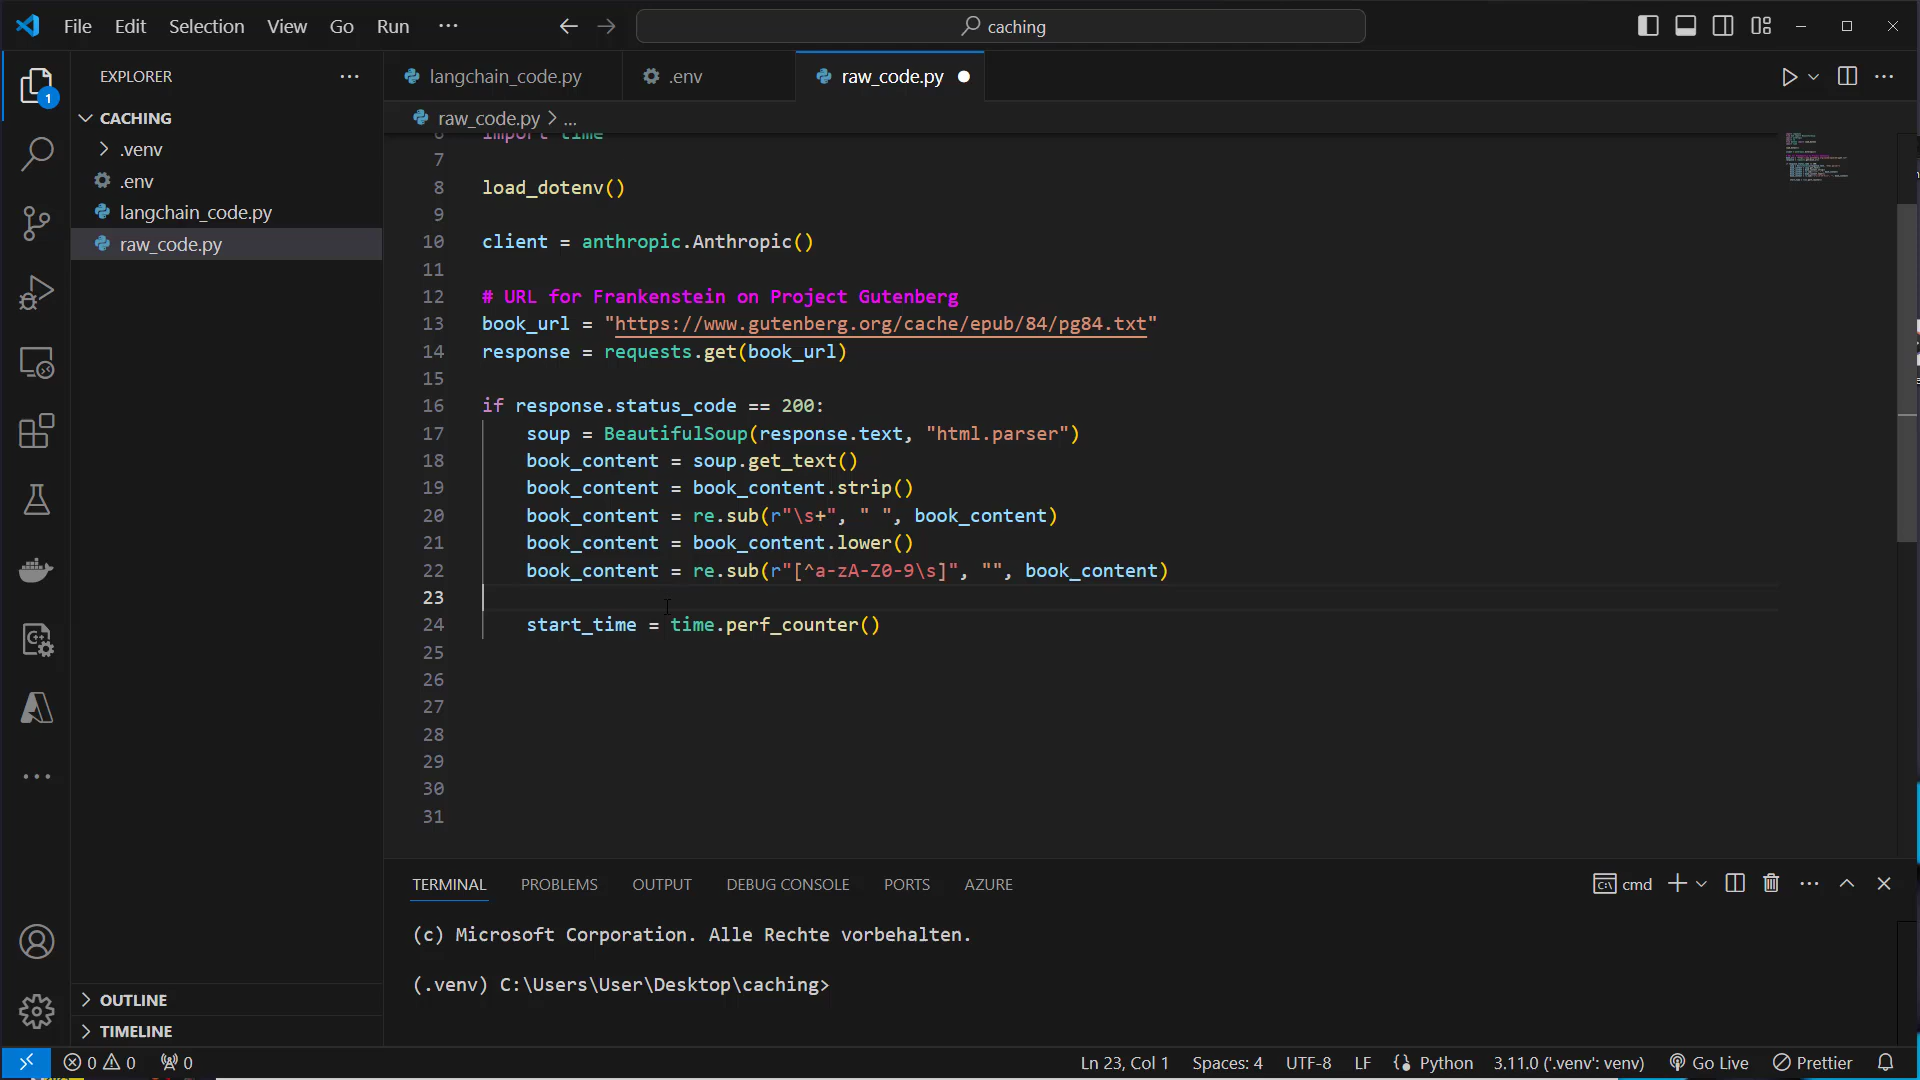 File Edit Selection View Go Run ···
caching
EXPLORER ···
langchain_code.py
.env
raw_code.py
CACHING
.venv
.env
langchain_code.py
raw_code.py
raw_code.py > ...
6 import time
7
8 load_dotenv()
9
10 client = anthropic.Anthropic()
11
12 # URL for Frankenstein on Project Gutenberg
13 book_url = "https://www.gutenberg.org/cache/epub/84/pg84.txt"
14 response = requests.get(book_url)
15
16 if response.status_code == 200:
17     soup = BeautifulSoup(response.text, "html.parser")
18     book_content = soup.get_text()
19     book_content = book_content.strip()
20     book_content = re.sub(r"\s+", " ", book_content)
21     book_content = book_content.lower()
22     book_content = re.sub(r"[^a-zA-Z0-9\s]", "", book_content)
23
24     start_time = time.perf_counter()
25
26
27
28
29
30
31
TERMINAL PROBLEMS OUTPUT DEBUG CONSOLE PORTS AZURE
cmd
(c) Microsoft Corporation. Alle Rechte vorbehalten.
(.venv) C:\Users\User\Desktop\caching>
OUTLINE
TIMELINE
1
0 0 0
Ln 23, Col 1 Spaces: 4 UTF-8 LF Python 3.11.0 ('.venv': venv) Go Live Prettier